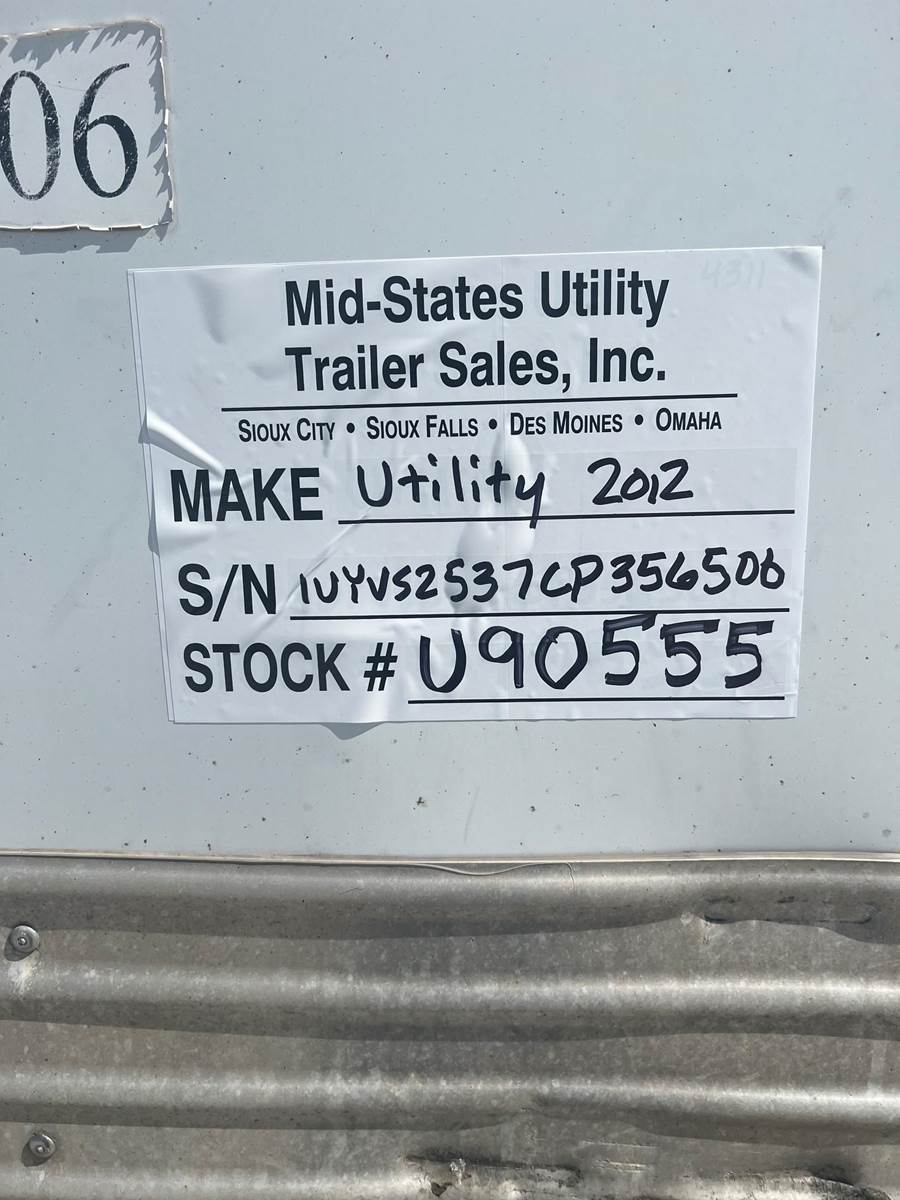 06
4311
Mid-States Utility
Trailer Sales, Inc.
SIOUX CITY • SIOUX FALLS • DES MOINES • OMAHA
MAKE Utility 2012
S/N 1UYVS2537CP356506
STOCK # U90555